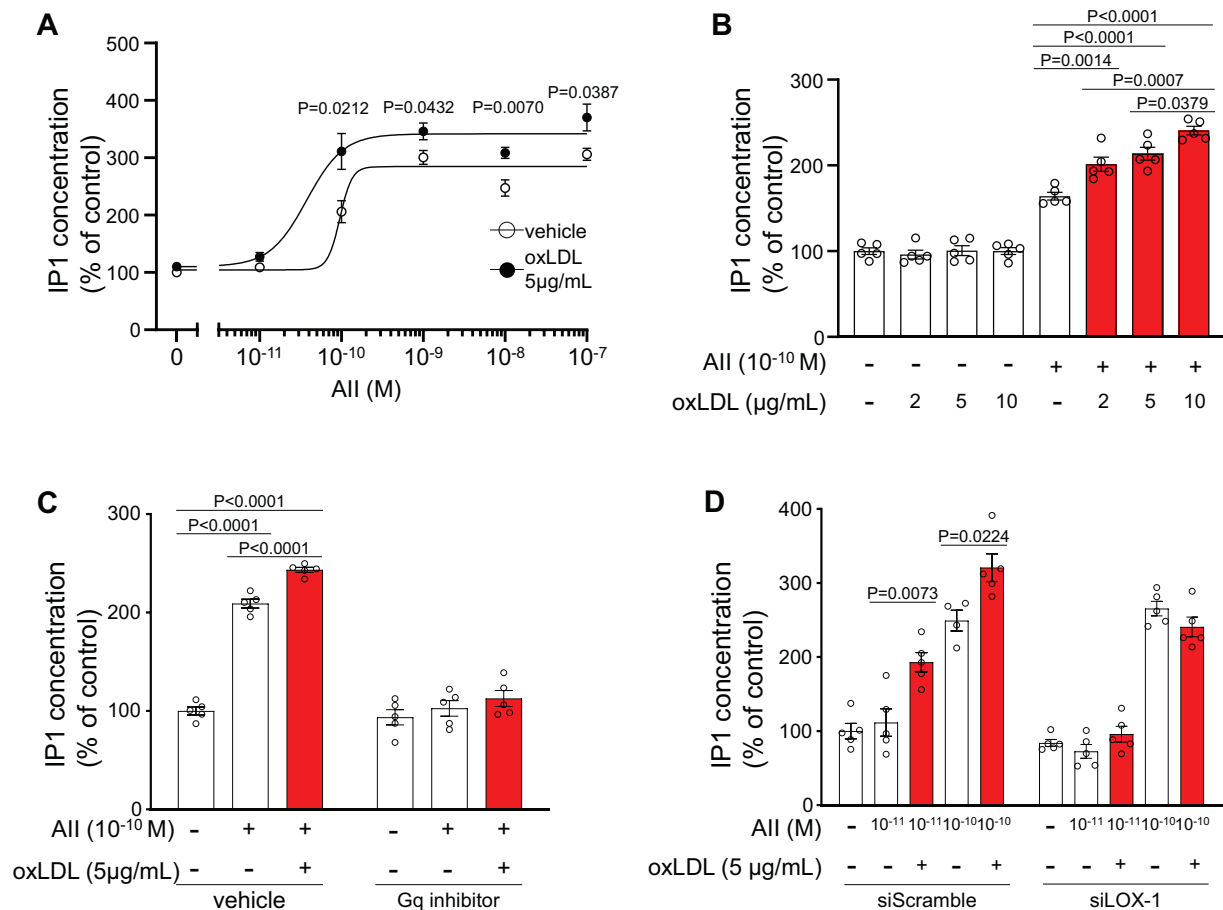 A
IP1 concentration
(% of control)
500
400
300
200
100
0
P=0.0212
P=0.0432
P=0.0070
P=0.0387
vehicle
oxLDL
5µg/mL
0
10⁻¹¹
10⁻¹⁰
10⁻⁹
10⁻⁸
10⁻⁷
AII (M)
B
IP1 concentration
(% of control)
300
200
100
0
P<0.0001
P<0.0001
P=0.0014
P=0.0007
P=0.0379
AII (10⁻¹⁰ M) - - - - + + + +
oxLDL (µg/mL) - 2 5 10 - 2 5 10
C
IP1 concentration
(% of control)
300
200
100
0
P<0.0001
P<0.0001
P<0.0001
AII (10⁻¹⁰ M) - + + - + +
oxLDL (5µg/mL) - - + - - +
vehicle Gq inhibitor
D
IP1 concentration
(% of control)
400
300
200
100
0
P=0.0073
P=0.0224
AII (M) - 10⁻¹¹ 10⁻¹¹ 10⁻¹⁰ 10⁻¹⁰ - 10⁻¹¹ 10⁻¹¹ 10⁻¹⁰ 10⁻¹⁰
oxLDL (5 µg/mL) - - + - + - - + - +
siScramble siLOX-1